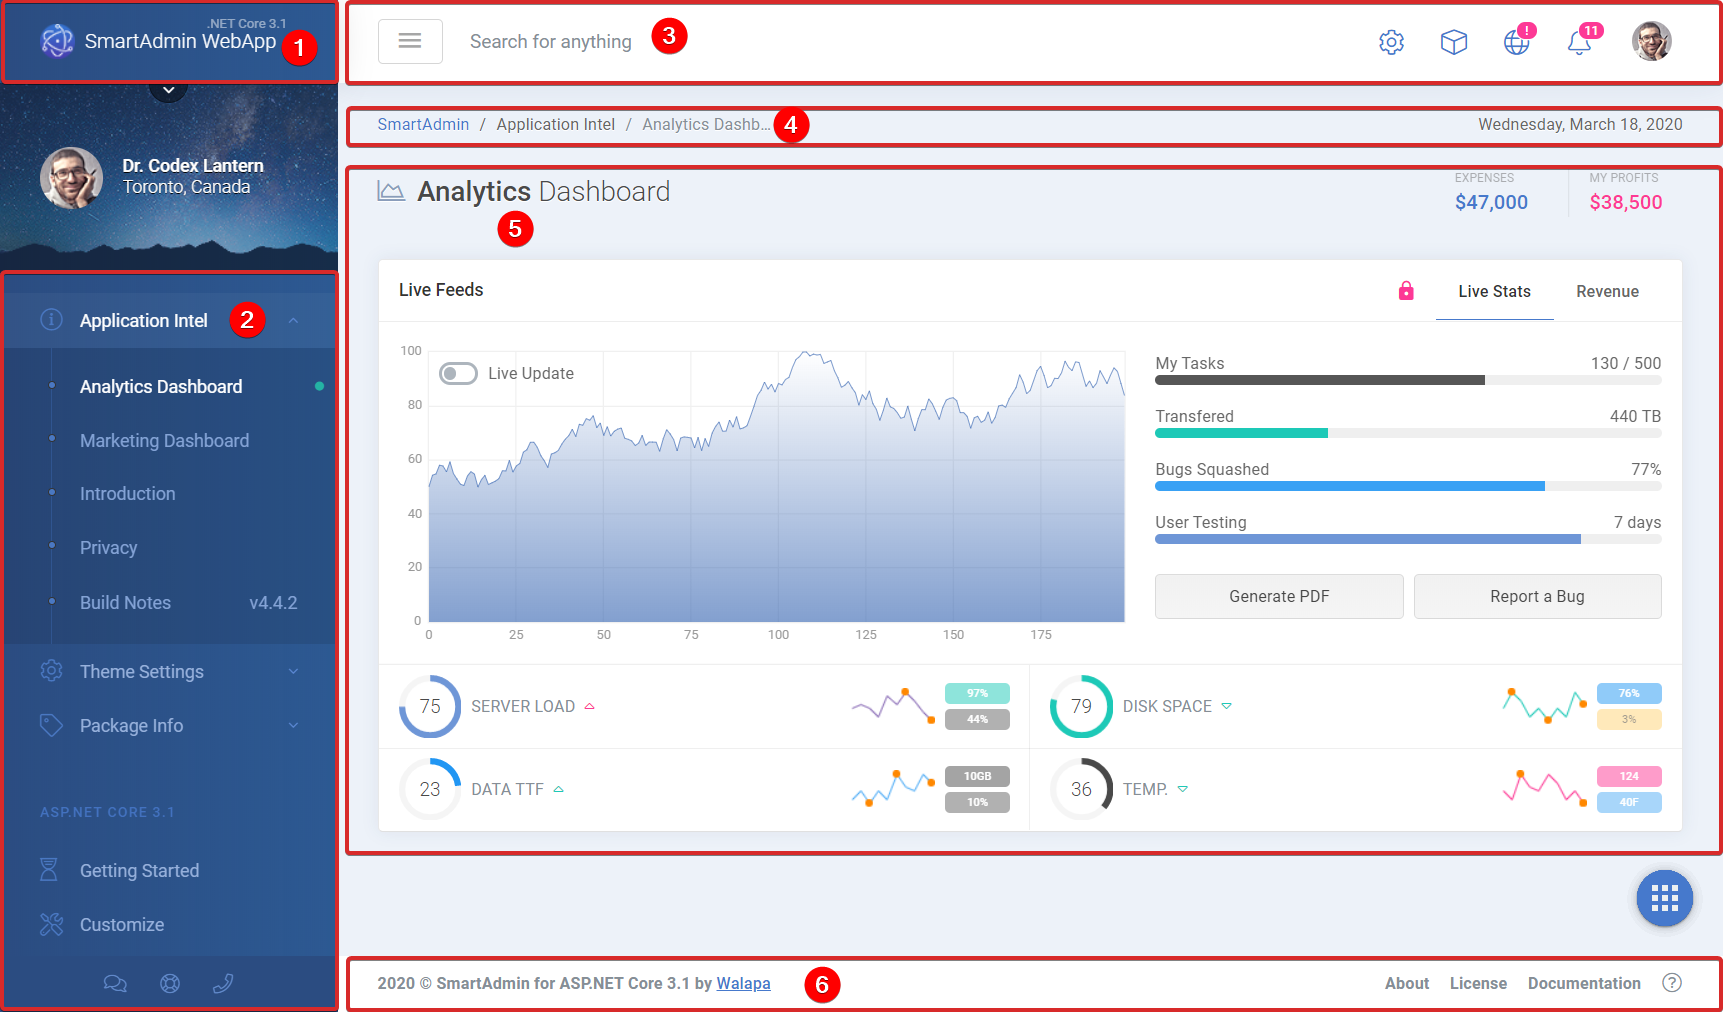 .NET Core 3.1
SmartAdmin WebApp
1
Search for anything
3
!
11
Dr. Codex Lantern
Toronto, Canada
SmartAdmin / Application Intel / Analytics Dashb...
4
Wednesday, March 18, 2020
Analytics Dashboard
5
EXPENSES
$47,000
MY PROFITS
$38,500
Application Intel
2
Analytics Dashboard
Marketing Dashboard
Introduction
Privacy
Build Notes v4.4.2
Theme Settings
Package Info
ASP.NET CORE 3.1
Getting Started
Customize
Live Feeds
Live Stats
Revenue
Live Update
100
80
60
40
20
0
0 25 50 75 100 125 150 175
My Tasks 130 / 500
Transfered 440 TB
Bugs Squashed 77%
User Testing 7 days
Generate PDF
Report a Bug
75 SERVER LOAD
97%
44%
79 DISK SPACE
76%
3%
23 DATA TTF
10GB
10%
36 TEMP.
124
40F
2020 © SmartAdmin for ASP.NET Core 3.1 by Walapa
6
About License Documentation ?